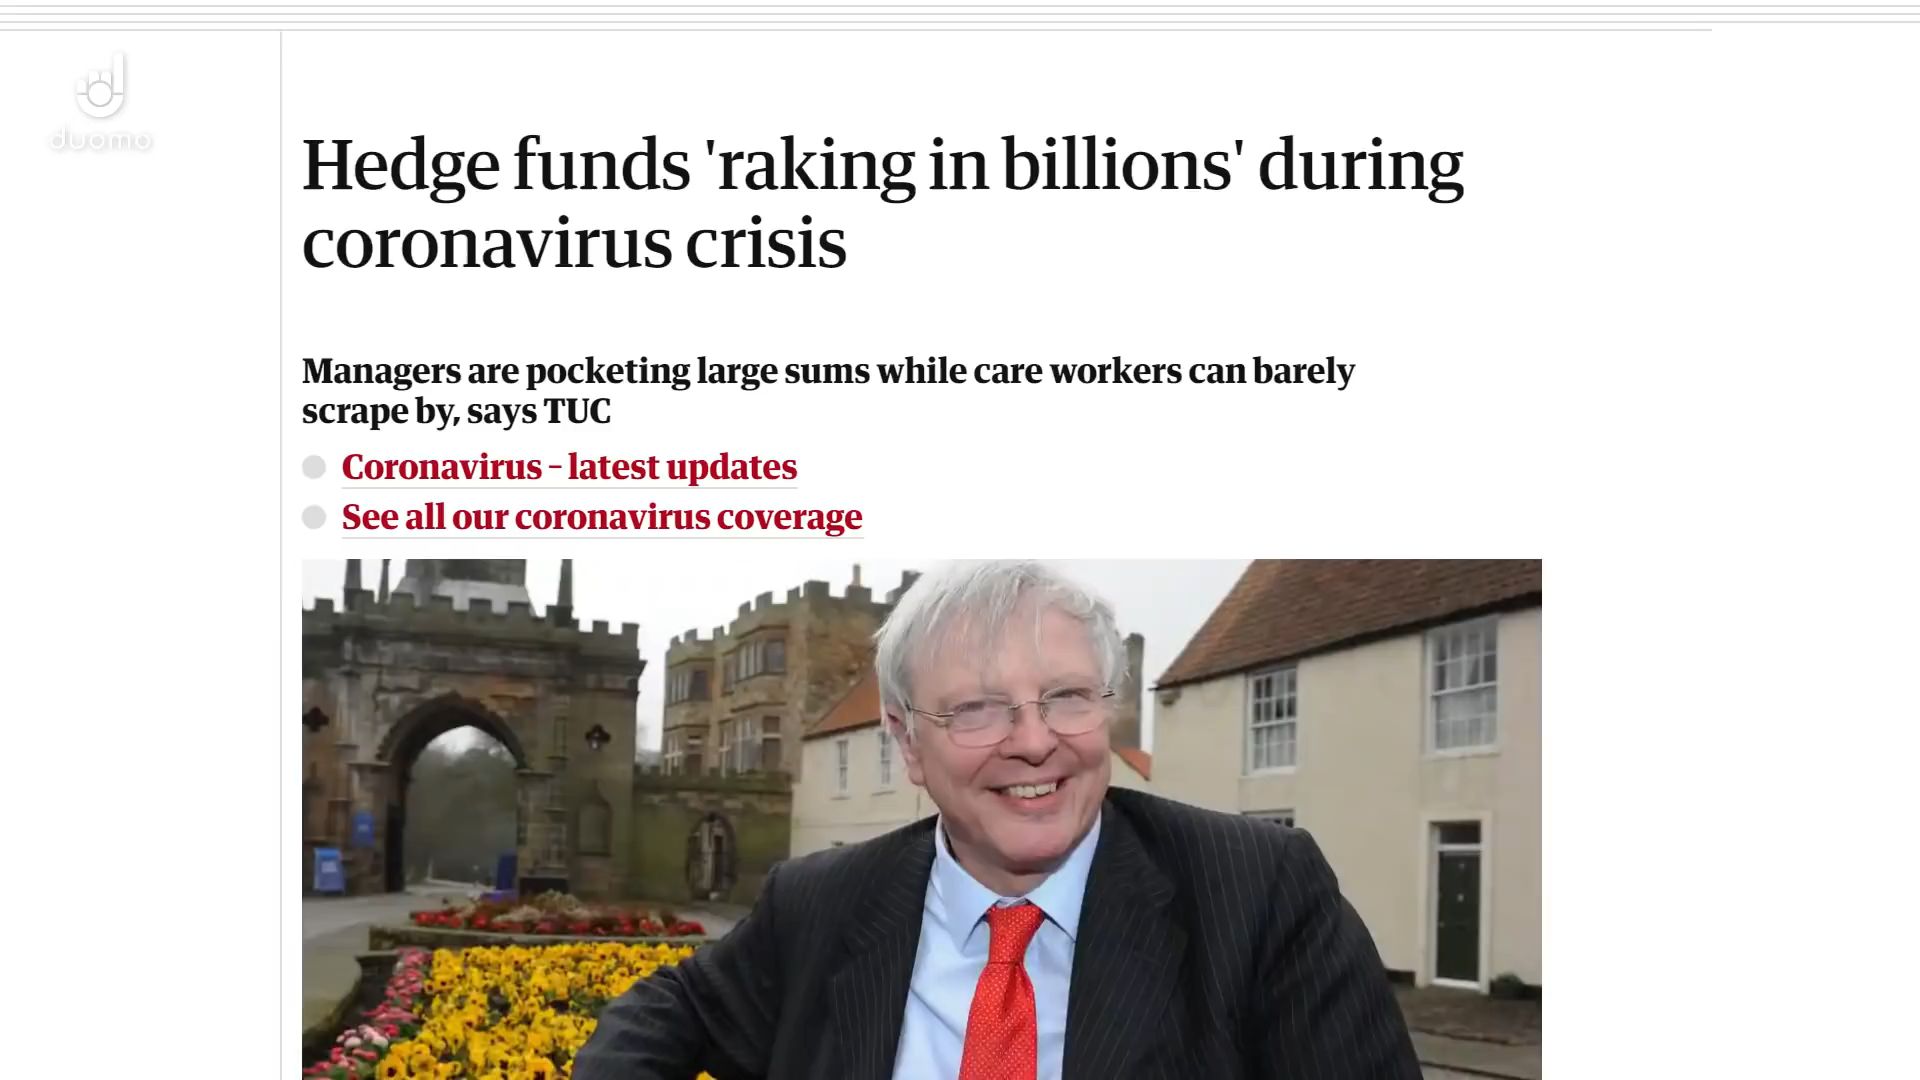 duomo
Hedge funds 'raking in billions' during
coronavirus crisis
Managers are pocketing large sums while care workers can barely
scrape by, says TUC
Coronavirus – latest updates
See all our coronavirus coverage